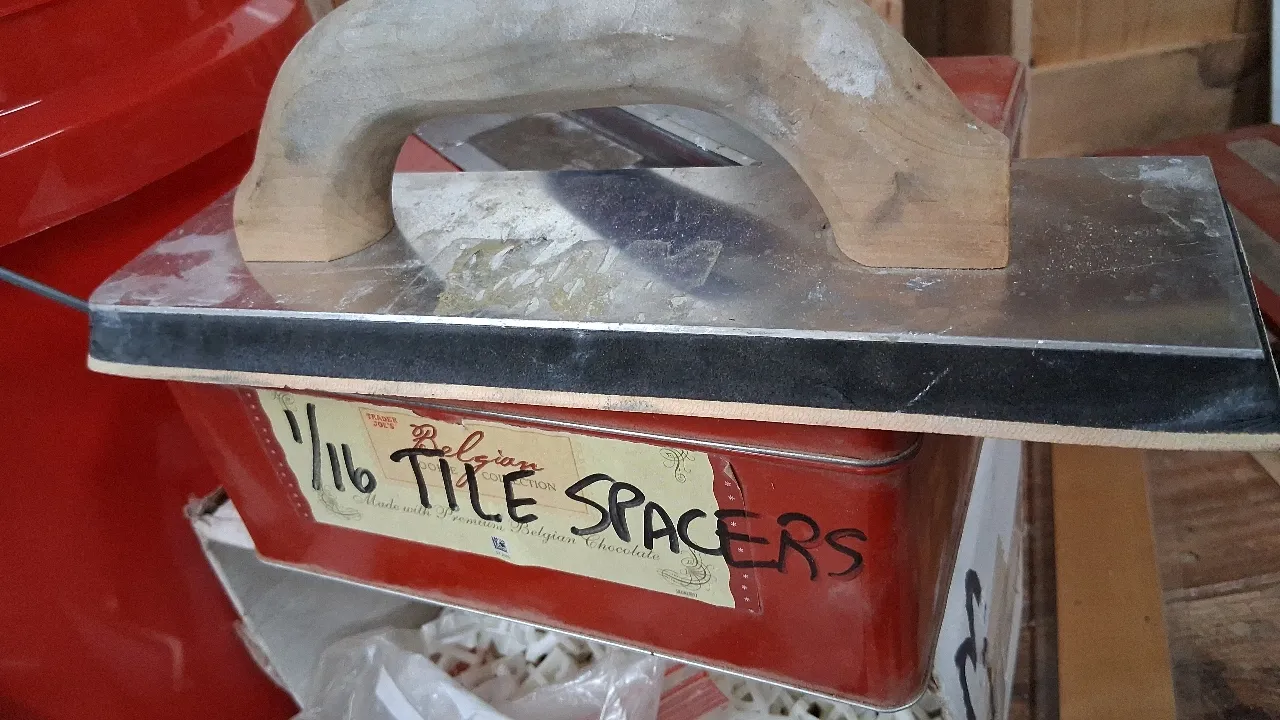 TRADER
JOE'S
Belgian
COOKIE COLLECTION
1/16 TILE SPACERS
Made with Premium Belgian Chocolate